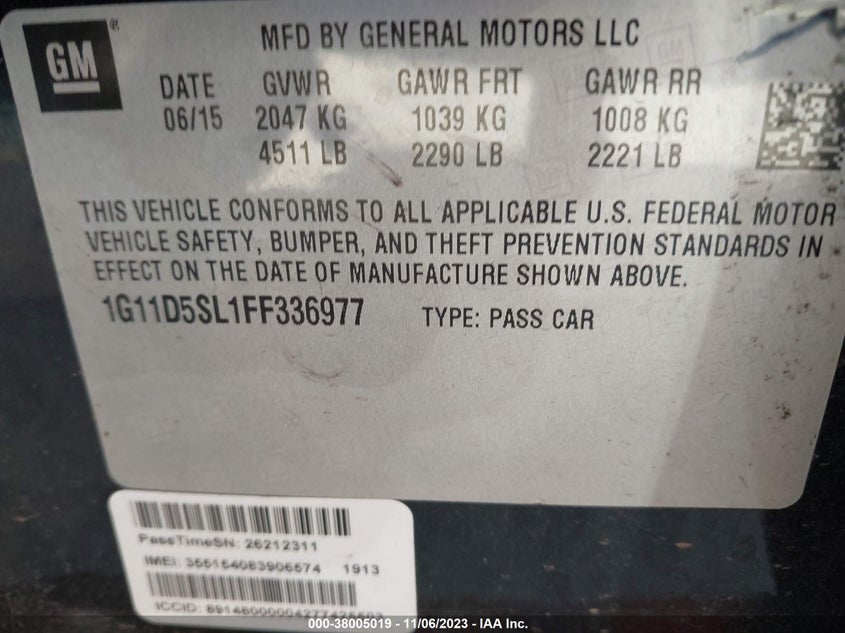 GM
MFD BY GENERAL MOTORS LLC
DATE GVWR GAWR FRT GAWR RR
06/15 2047 KG 1039 KG 1008 KG
4511 LB 2290 LB 2221 LB
THIS VEHICLE CONFORMS TO ALL APPLICABLE U.S. FEDERAL MOTOR
VEHICLE SAFETY, BUMPER, AND THEFT PREVENTION STANDARDS IN
EFFECT ON THE DATE OF MANUFACTURE SHOWN ABOVE.
1G11D5SL1FF336977 TYPE: PASS CAR
PassTimeSN: 26212311
IMEI: 1913
ICCID:
000-38005019 - 11/06/2023 - IAA Inc.